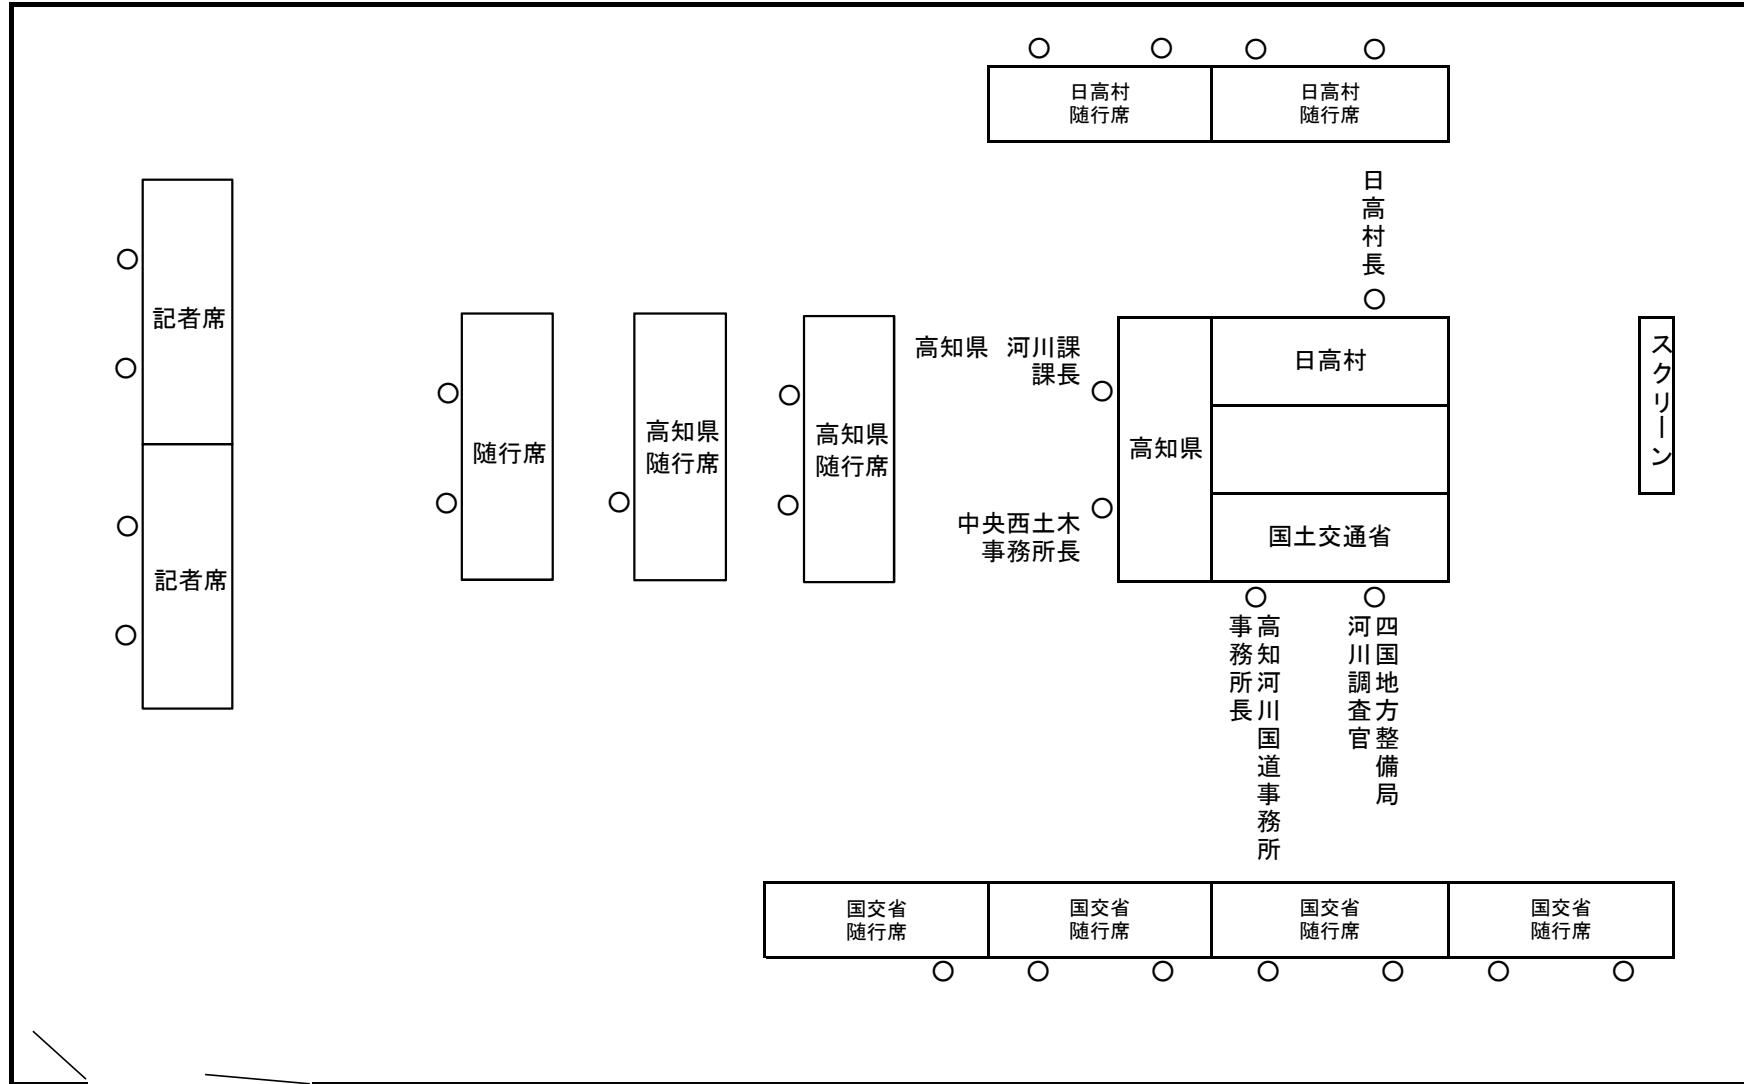 日高村
随行席
日高村
随行席
日高村長
記者席
記者席
随行席
高知県
随行席
高知県
随行席
高知県 河川課
課長
中央西土木
事務所長
高知県
日高村
国土交通省
スクリーン
高知河川国道事務所
事務所長
四国地方整備局
河川調査官
国交省
随行席
国交省
随行席
国交省
随行席
国交省
随行席